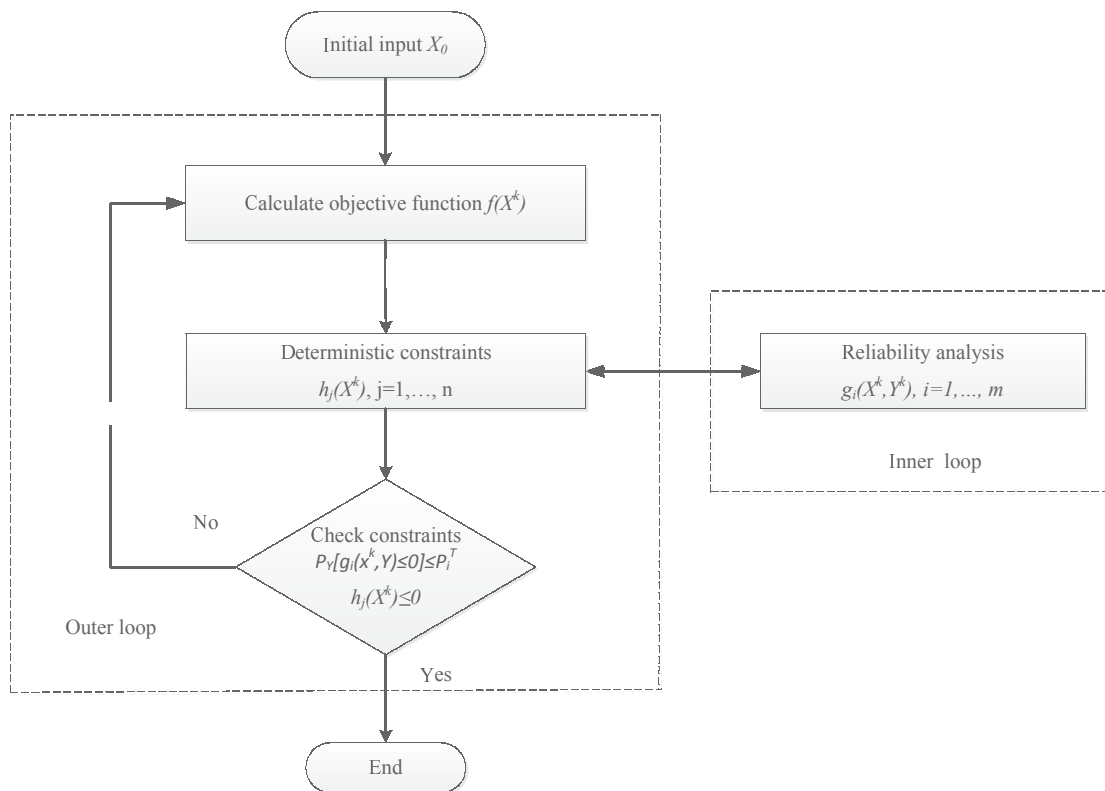 Initial input X₀
Calculate objective function f(Xᵏ)
Deterministic constraints
hⱼ(Xᵏ), j=1,…, n
Reliability analysis
gᵢ(Xᵏ,Yᵏ), i=1,…, m
Inner loop
No
Check constraints
P_Y[gᵢ(xᵏ,Y)≤0]≤Pᵢᵀ
hⱼ(Xᵏ)≤0
Outer loop
Yes
End